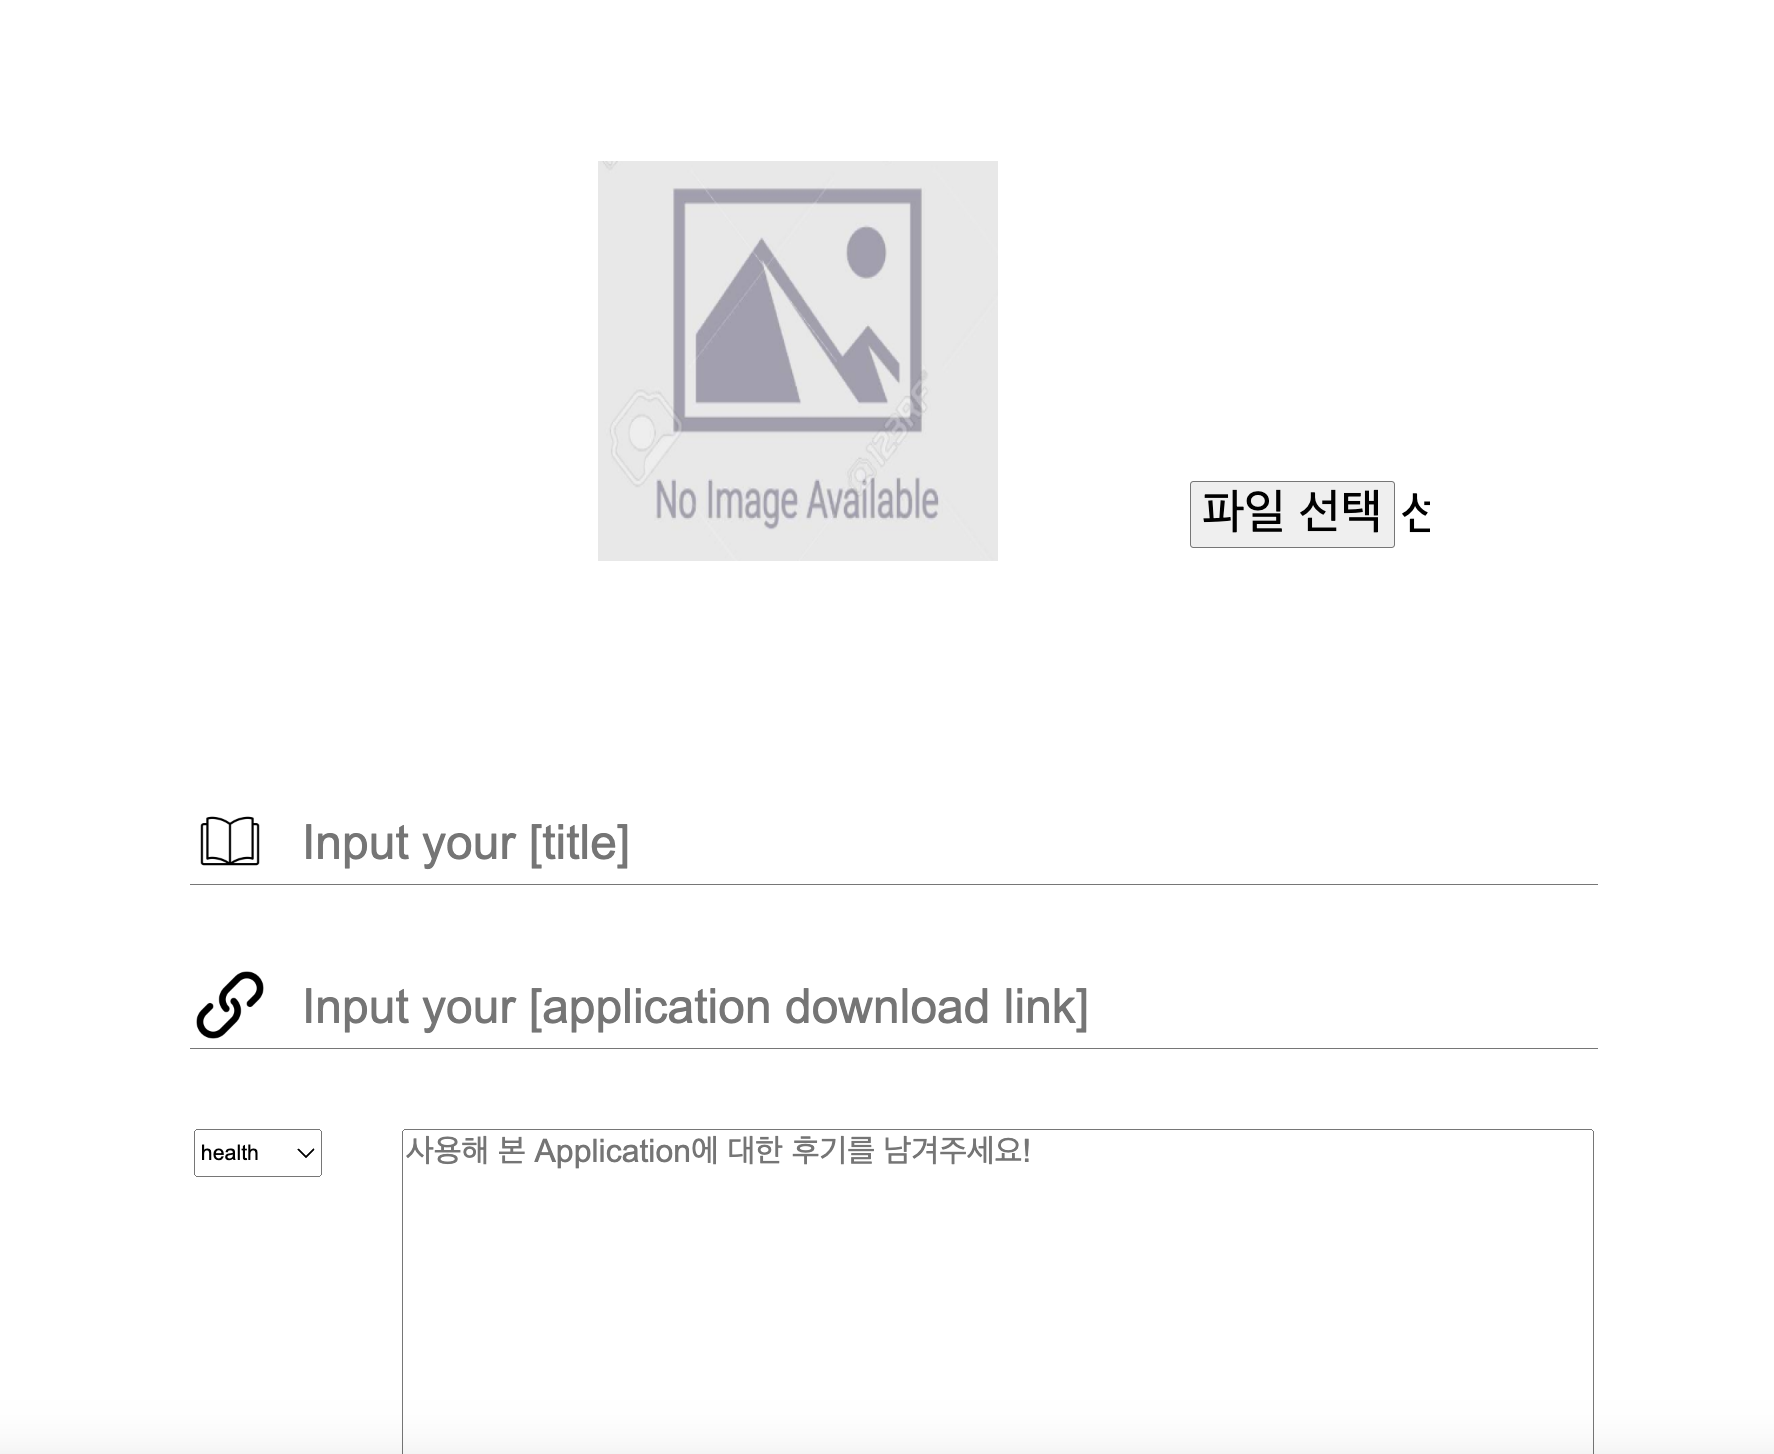 @123RF
No Image Available
파일 선택 선
Input your [title]
Input your [application download link]
health
사용해 본 Application에 대한 후기를 남겨주세요!